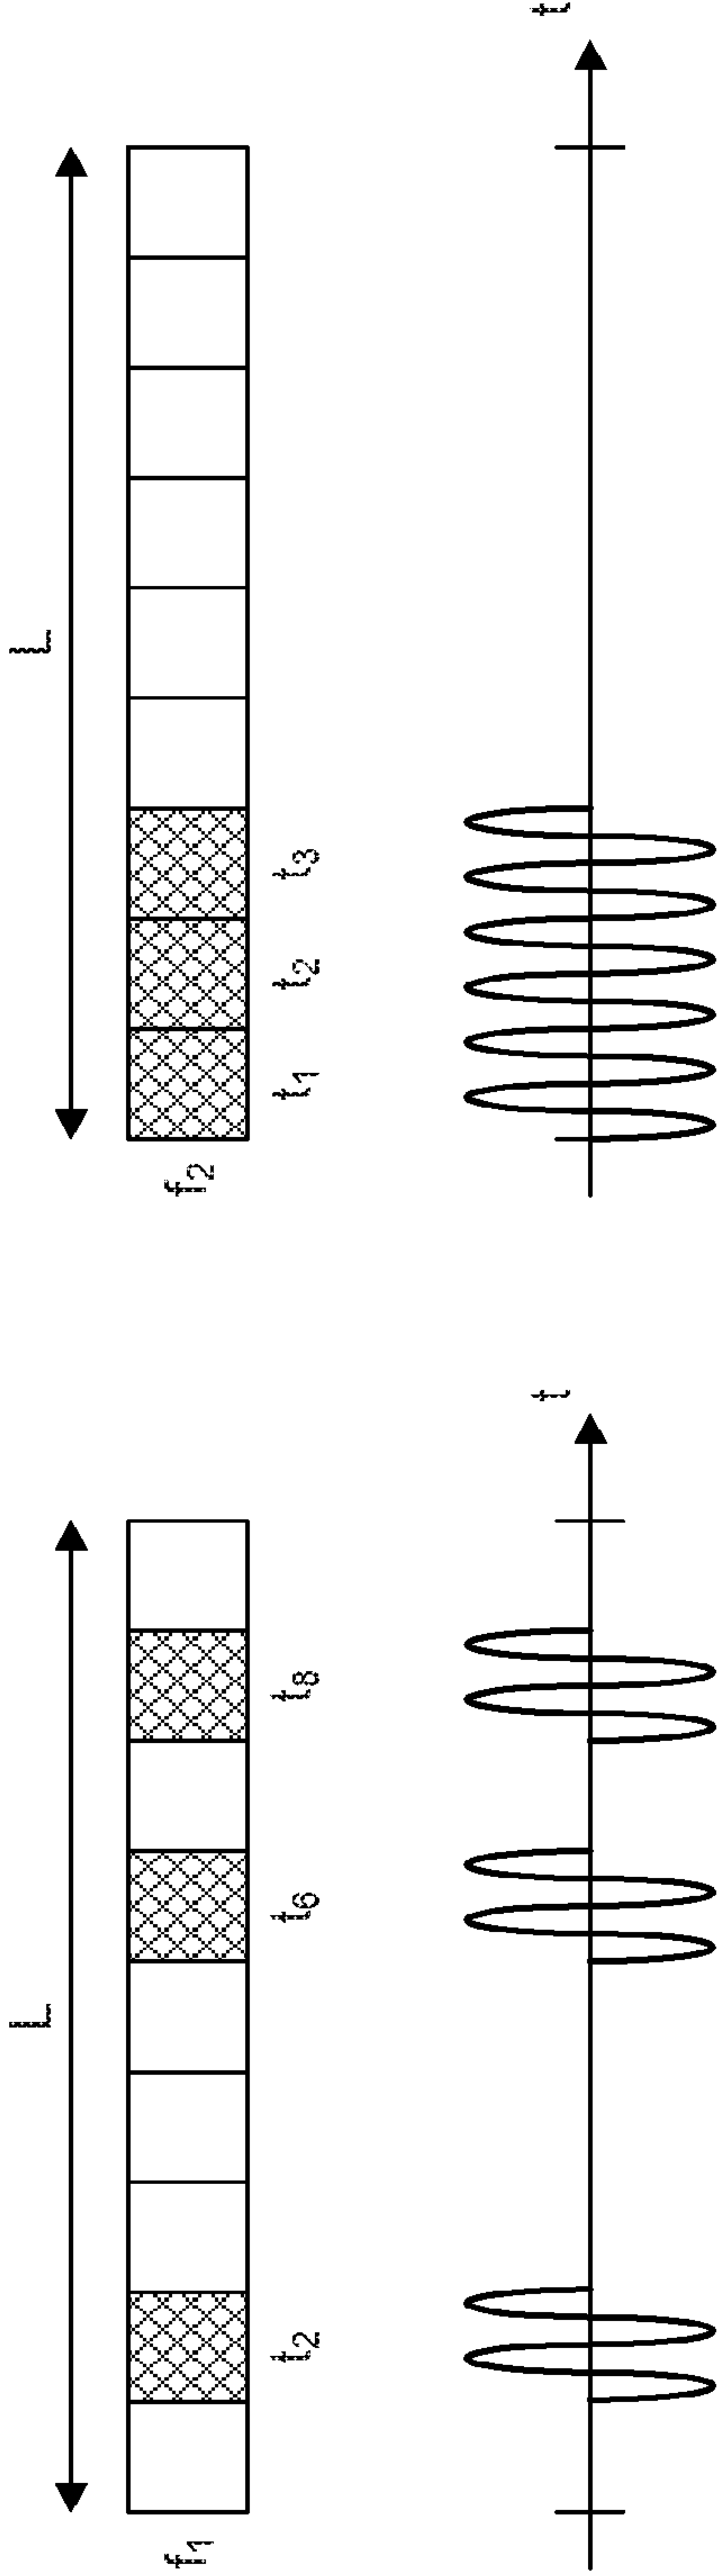 L
f₁
t₂ t₆ t₈
t
L
f₂
t₁ t₂ t₃
t